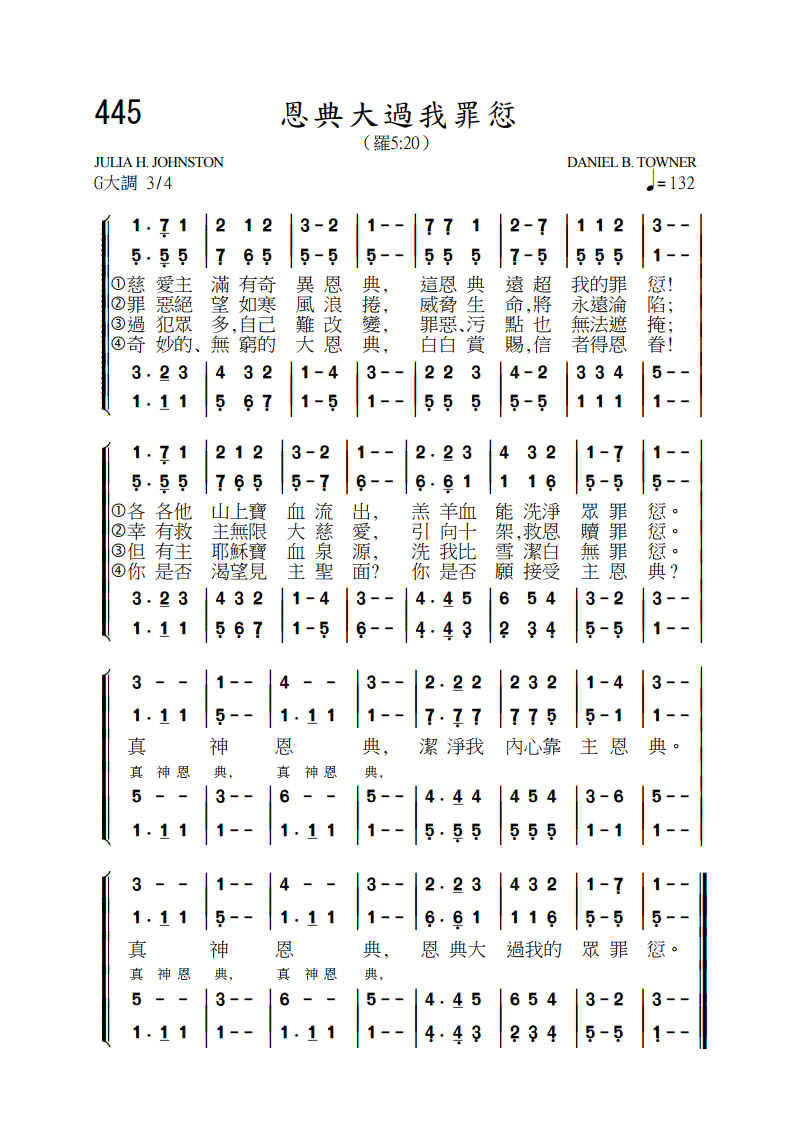 445
恩典大過我罪愆
（羅5:20）
JULIA H. JOHNSTON DANIEL B. TOWNER
G大調 3/4 ♩=132
1 . 7 1 | 2 1 2 | 3 - 2 | 1 - - | 7 7 1 | 2 - 7 | 1 1 2 | 3 - -
5 . 5 5 | 7 6 5 | 5 - 5 | 5 - - | 5 5 5 | 7 - 5 | 5 5 5 | 1 - -
①慈 愛主 滿 有奇 異 恩 典, 這恩 典 遠 超 我的 罪 愆!
②罪 惡絕 望 如寒 風 浪 捲, 威脅 生 命,將 永遠 淪 陷;
③過 犯眾 多,自己 難 改 變, 罪惡、污 點 也 無法 遮 掩;
④奇 妙的、無 窮的 大 恩 典, 白白 賞 賜,信 者得 恩 眷!
3 . 2 3 | 4 3 2 | 1 - 4 | 3 - - | 2 2 3 | 4 - 2 | 3 3 4 | 5 - -
1 . 1 1 | 5 6 7 | 1 - 5 | 1 - - | 5 5 5 | 5 - 5 | 1 1 1 | 1 - -
1 . 7 1 | 2 1 2 | 3 - 2 | 1 - - | 2 . 2 3 | 4 3 2 | 1 - 7 | 1 - -
5 . 5 5 | 7 6 5 | 5 - 7 | 6 - - | 6 . 6 1 | 1 1 6 | 5 - 5 | 5 - -
①各 各他 山上寶 血 流 出, 羔 羊血 能 洗淨 眾 罪 愆。
②幸 有救 主無限 大 慈 愛, 引 向十 架,救恩 贖 罪 愆。
③但 有主 耶穌寶 血 泉 源, 洗 我比 雪 潔白 無 罪 愆。
④你 是否 渴望見 主 聖 面? 你 是否 願 接受 主 恩 典?
3 . 2 3 | 4 3 2 | 1 - 4 | 3 - - | 4 . 4 5 | 6 5 4 | 3 - 2 | 3 - -
1 . 1 1 | 5 6 7 | 1 - 5 | 6 - - | 4 . 4 3 | 2 3 4 | 5 - 5 | 1 - -
3 - - | 1 - - | 4 - - | 3 - - | 2 . 2 2 | 2 3 2 | 1 - 4 | 3 - -
1 . 1 1 | 5 - - | 1 . 1 1 | 1 - - | 7 . 7 7 | 7 7 5 | 5 - 1 | 1 - -
真 神 恩 典, 潔 淨我 內心靠 主 恩 典。
真 神 恩 典, 真 神 恩 典,
5 - - | 3 - - | 6 - - | 5 - - | 4 . 4 4 | 4 5 4 | 3 - 6 | 5 - -
1 . 1 1 | 1 - - | 1 . 1 1 | 1 - - | 5 . 5 5 | 5 5 5 | 1 - 1 | 1 - -
3 - - | 1 - - | 4 - - | 3 - - | 2 . 2 3 | 4 3 2 | 1 - 7 | 1 - -
1 . 1 1 | 5 - - | 1 . 1 1 | 1 - - | 6 . 6 1 | 1 1 6 | 5 - 5 | 5 - -
真 神 恩 典, 恩 典大 過我的 眾 罪 愆。
真 神 恩 典, 真 神 恩 典,
5 - - | 3 - - | 6 - - | 5 - - | 4 . 4 5 | 6 5 4 | 3 - 2 | 3 - -
1 . 1 1 | 1 - - | 1 . 1 1 | 1 - - | 4 . 4 3 | 2 3 4 | 5 - 5 | 1 - -